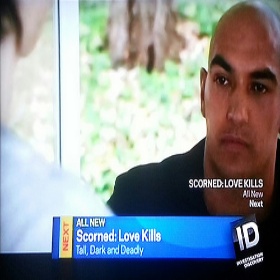 SCORNED: LOVE KILLS
All New
Next
NEXT
ALL NEW
Scorned: Love Kills
Tall, Dark and Deadly
ID
INVESTIGATION
DISCOVERY